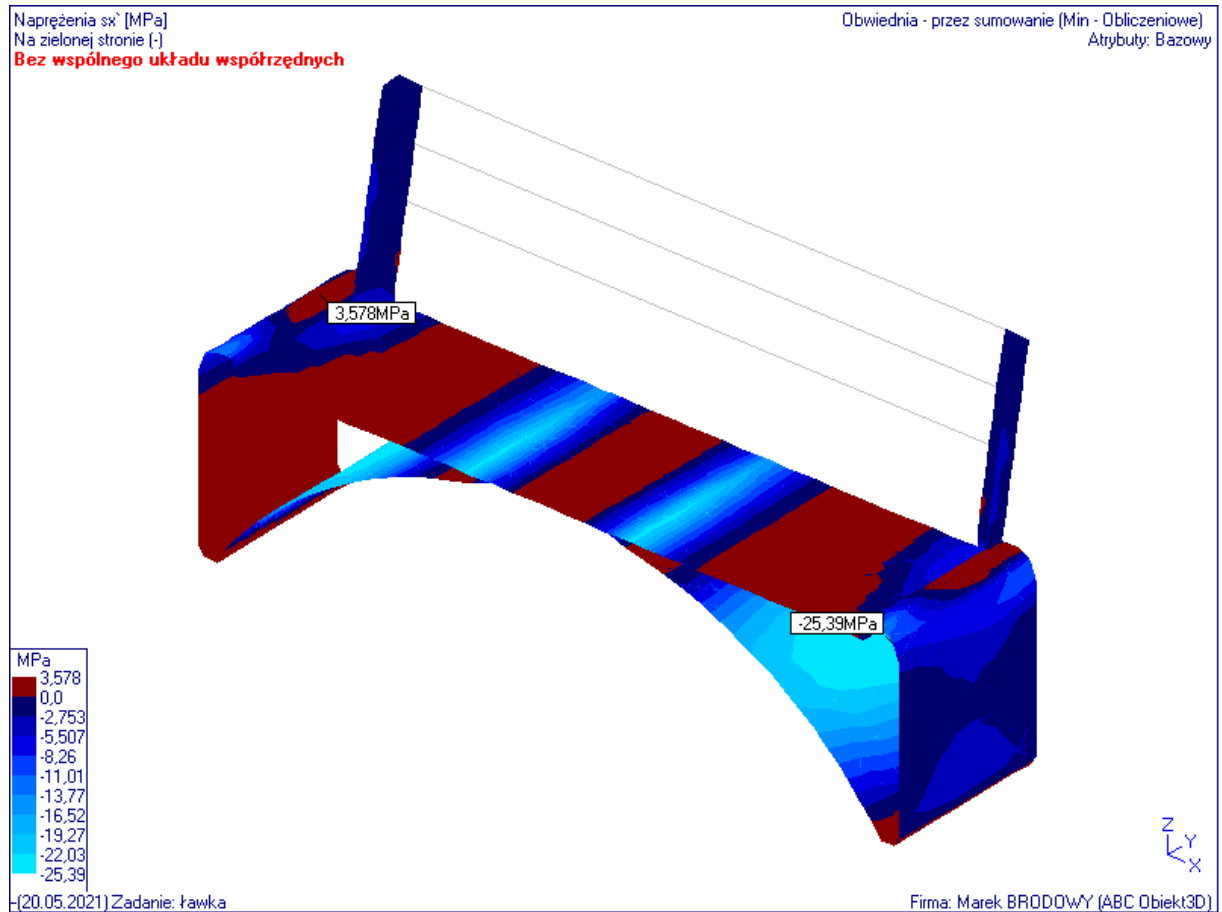 Naprężenia sx` [MPa]
Na zielonej stronie (-)
Bez wspólnego układu współrzędnych
Obwiednia - przez sumowanie (Min - Obliczeniowe)
Atrybuty: Bazowy
3,578MPa
-25,39MPa
MPa
3,578
0,0
-2,753
-5,507
-8,26
-11,01
-13,77
-16,52
-19,27
-22,03
-25,39
Z
Y
X
-(20.05.2021) Zadanie: ławka
Firma: Marek BRODOWY (ABC Obiekt3D)